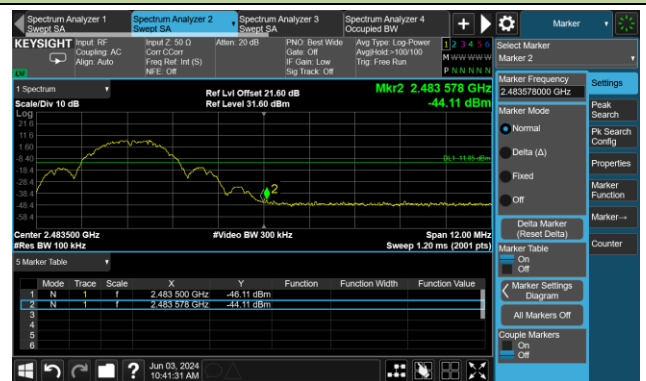 Spectrum Analyzer 1
Swept SA
Spectrum Analyzer 2
Swept SA
Spectrum Analyzer 3
Swept SA
Spectrum Analyzer 4
Occupied BW
+
Marker
KEYSIGHT
Input: RF
Coupling: AC
Align: Auto
Input Z: 50 Ω
Corr CCorr
Freq Ref: Int (S)
NFE: Off
Atten: 20 dB
PNO: Best Wide
Gate: Off
IF Gain: Low
Sig Track: Off
Avg Type: Log-Power
Avg|Hold:>100/100
Trig: Free Run
1 2 3 4 5 6
M W W W W W
P N N N N N
LXI
Select Marker
Marker 2
1 Spectrum
Scale/Div 10 dB
Log
Ref Lvl Offset 21.60 dB
Ref Level 31.60 dBm
Mkr2 2.483 578 GHz
-44.11 dBm
21.6
11.6
1.60
-8.40
-18.4
-28.4
-38.4
-48.4
-58.4
DL1 -11.85 dBm
2
Center 2.483500 GHz
#Res BW 100 kHz
#Video BW 300 kHz
Span 12.00 MHz
Sweep 1.20 ms (2001 pts)
5 Marker Table
Mode Trace Scale X Y Function Function Width Function Value
1 N 1 f 2.483 500 GHz -46.11 dBm
2 N 1 f 2.483 578 GHz -44.11 dBm
3
4
5
6
Marker Frequency
2.483578000 GHz
Marker Mode
Normal
Delta (Δ)
Fixed
Off
Delta Marker
(Reset Delta)
Marker Table
On
Off
Marker Settings
Diagram
All Markers Off
Couple Markers
On
Off
Settings
Peak
Search
Pk Search
Config
Properties
Marker
Function
Marker→
Counter
?
Jun 03, 2024
10:41:31 AM